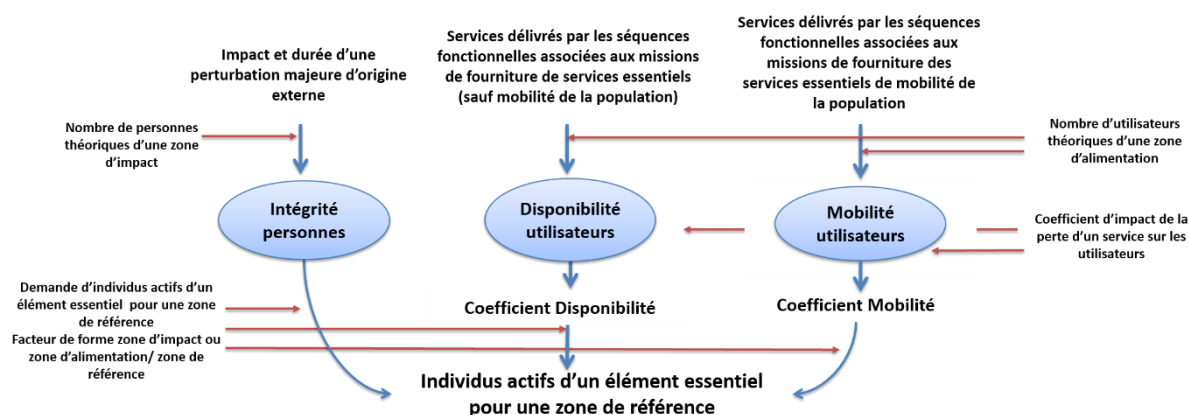 Impact et durée d'une
perturbation majeure d'origine
externe
Services délivrés par les séquences
fonctionnelles associées aux missions
de fourniture de services essentiels
(sauf mobilité de la population)
Services délivrés par les séquences
fonctionnelles associées aux
missions de fourniture des
services essentiels de mobilité de
la population
Nombre de personnes
théoriques d'une zone
d'impact
Nombre d'utilisateurs
théoriques d'une zone
d'alimentation
Intégrité
personnes
Disponibilité
utilisateurs
Mobilité
utilisateurs
Coefficient d'impact de la
perte d'un service sur les
utilisateurs
Demande d'individus actifs d'un
élément essentiel pour une zone
de référence
Facteur de forme zone d'impact ou
zone d'alimentation/ zone de
référence
Coefficient Disponibilité
Coefficient Mobilité
Individus actifs d'un élément essentiel
pour une zone de référence